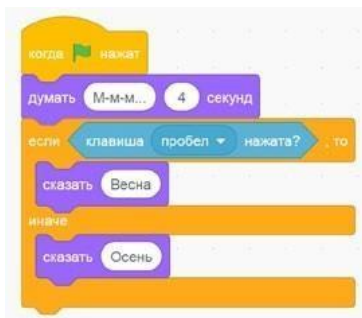 когда нажат
думать М-м-м... 4 секунд
если клавиша пробел нажата? , то
сказать Весна
иначе
сказать Осень